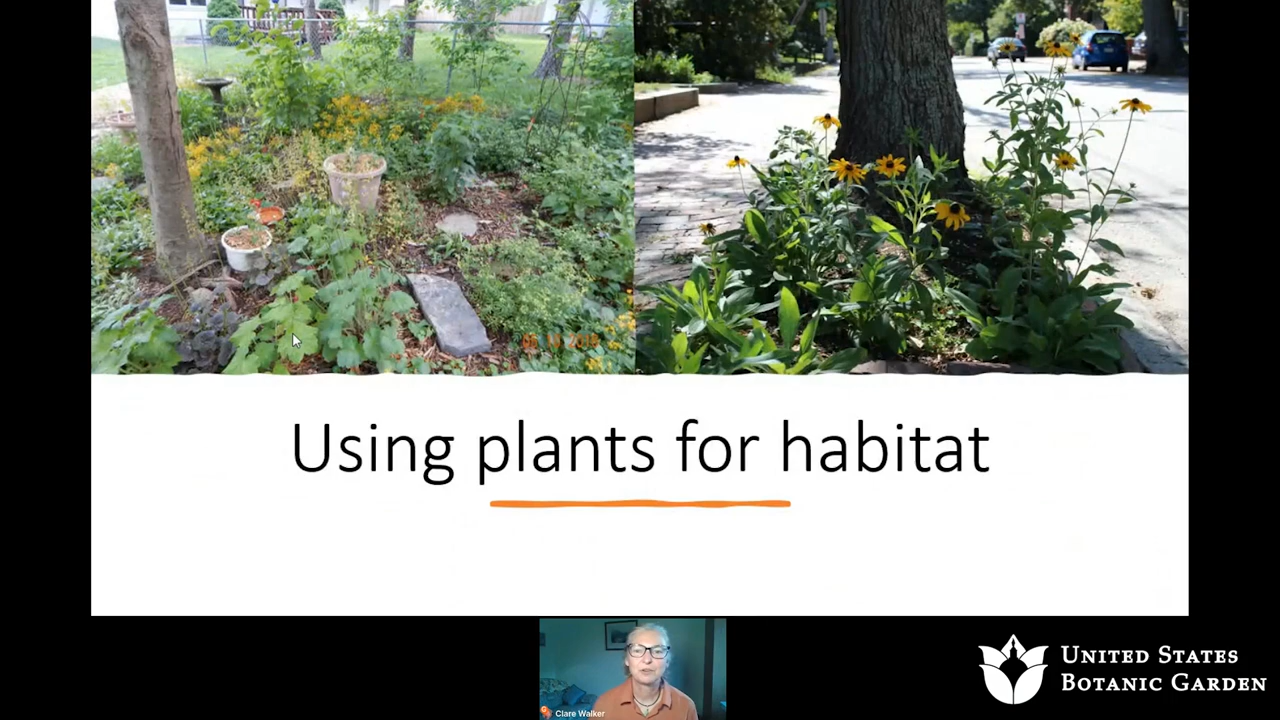 Using plants for habitat
Clare Walker
UNITED STATES
BOTANIC GARDEN